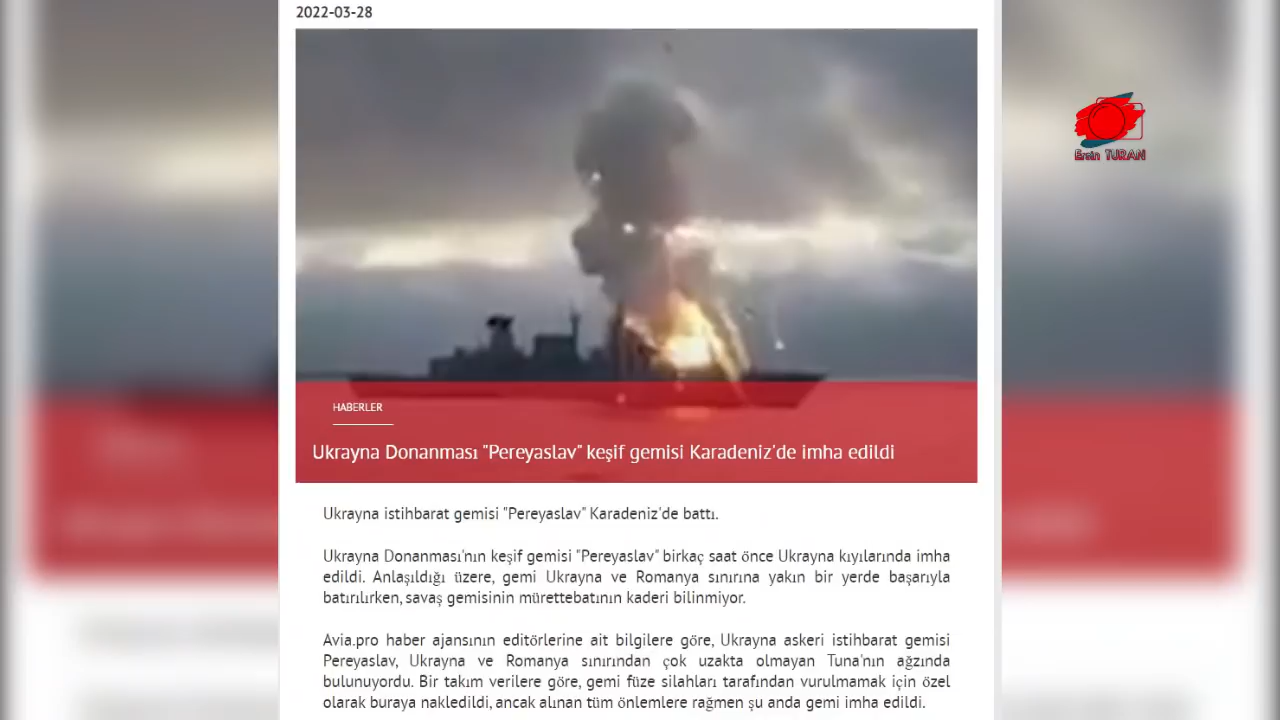 2022-03-28
Ersin TURAN
HABERLER
Ukrayna Donanması "Pereyaslav" keşif gemisi Karadeniz'de imha edildi
Ukrayna istihbarat gemisi "Pereyaslav" Karadeniz'de battı.
Ukrayna Donanması'nın keşif gemisi "Pereyaslav" birkaç saat önce Ukrayna kıyılarında imha
edildi. Anlaşıldığı üzere, gemi Ukrayna ve Romanya sınırına yakın bir yerde başarıyla
batırılırken, savaş gemisinin mürettebatının kaderi bilinmiyor.
Avia.pro haber ajansının editörlerine ait bilgilere göre, Ukrayna askeri istihbarat gemisi
Pereyaslav, Ukrayna ve Romanya sınırından çok uzakta olmayan Tuna'nın ağzında
bulunuyordu. Bir takım verilere göre, gemi füze silahları tarafından vurulmamak için özel
olarak buraya nakledildi, ancak alınan tüm önlemlere rağmen şu anda gemi imha edildi.